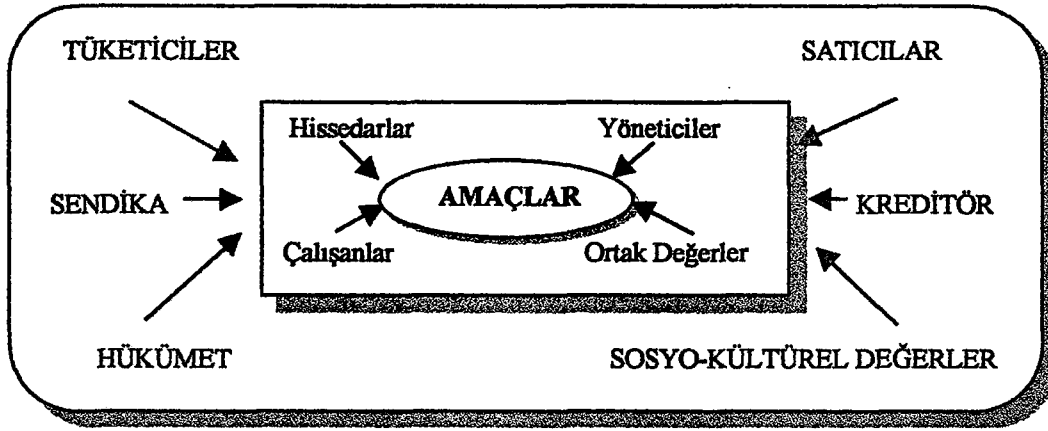 TÜKETİCİLER SATICILAR
Hissedarlar Yöneticiler
SENDİKA AMAÇLAR KREDİTÖR
Çalışanlar Ortak Değerler
HÜKÜMET SOSYO-KÜLTÜREL DEĞERLER